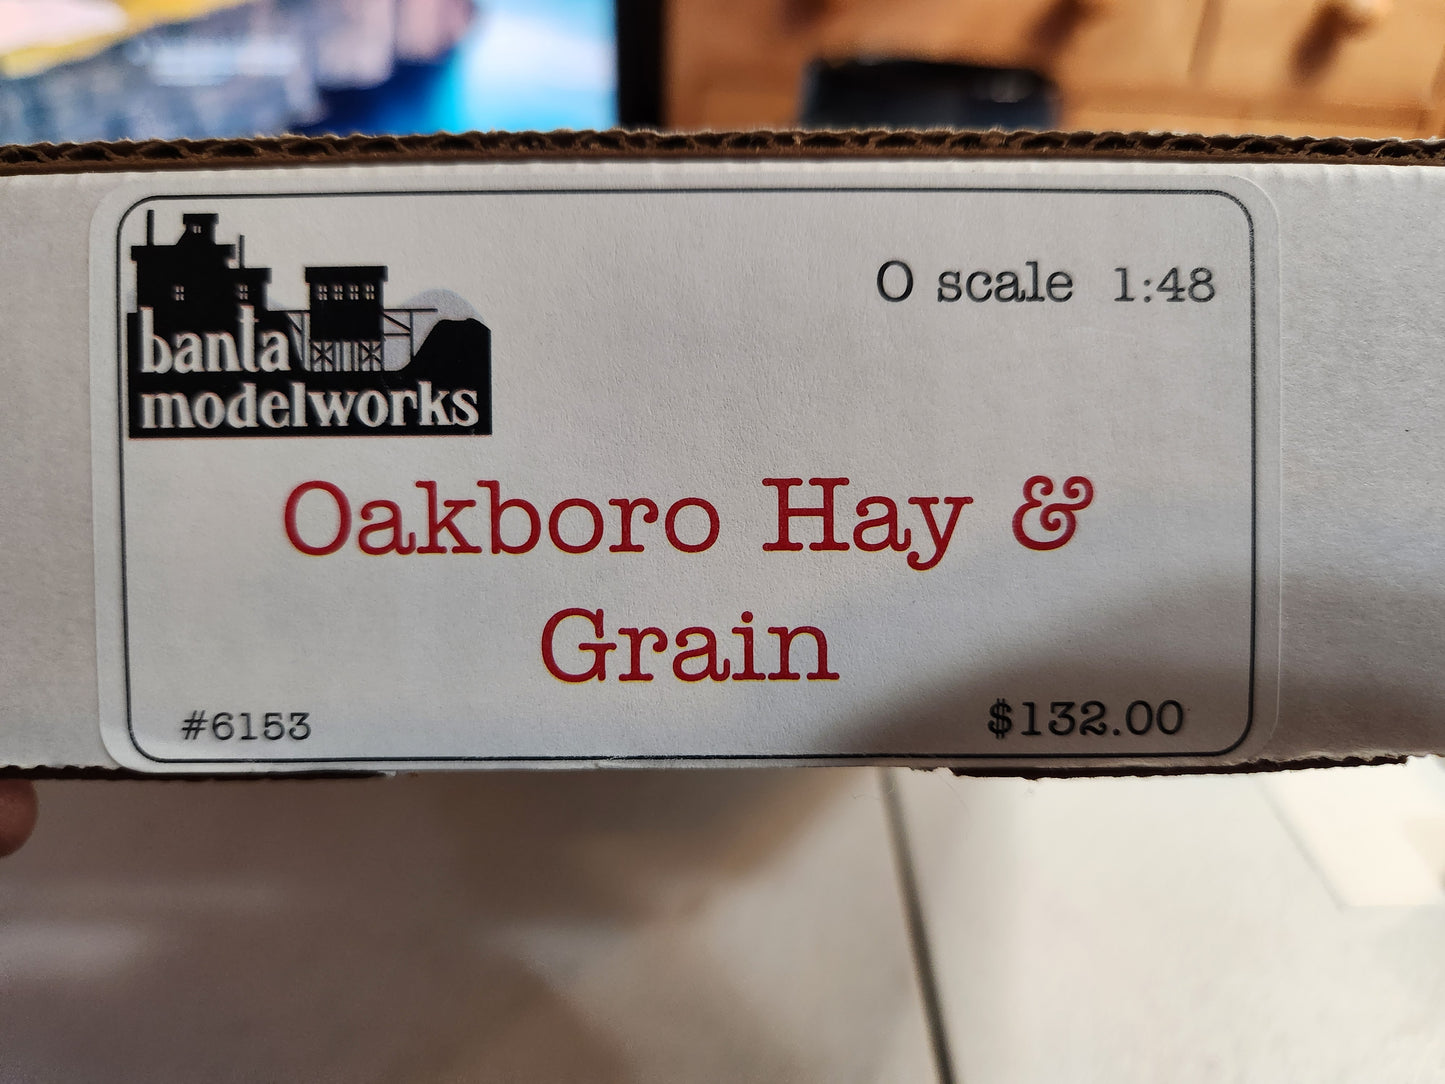 banta
modelworks
O scale 1:48
Oakboro Hay &
Grain
#6153
$132.00